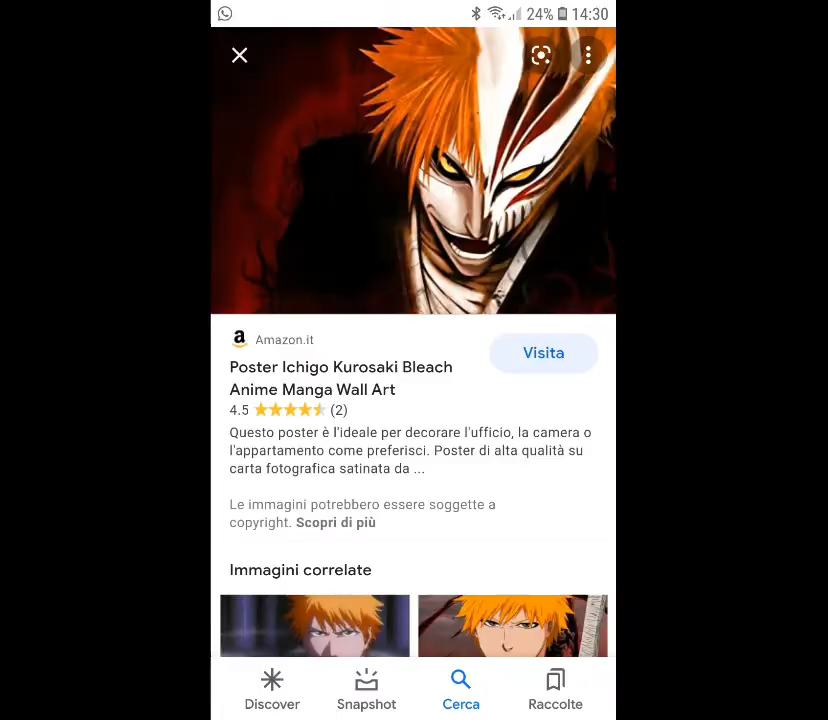 24% 14:30
Amazon.it
Visita
Poster Ichigo Kurosaki Bleach
Anime Manga Wall Art
4.5 (2)
Questo poster è l'ideale per decorare l'ufficio, la camera o
l'appartamento come preferisci. Poster di alta qualità su
carta fotografica satinata da ...
Le immagini potrebbero essere soggette a
copyright. Scopri di più
Immagini correlate
Discover Snapshot Cerca Raccolte